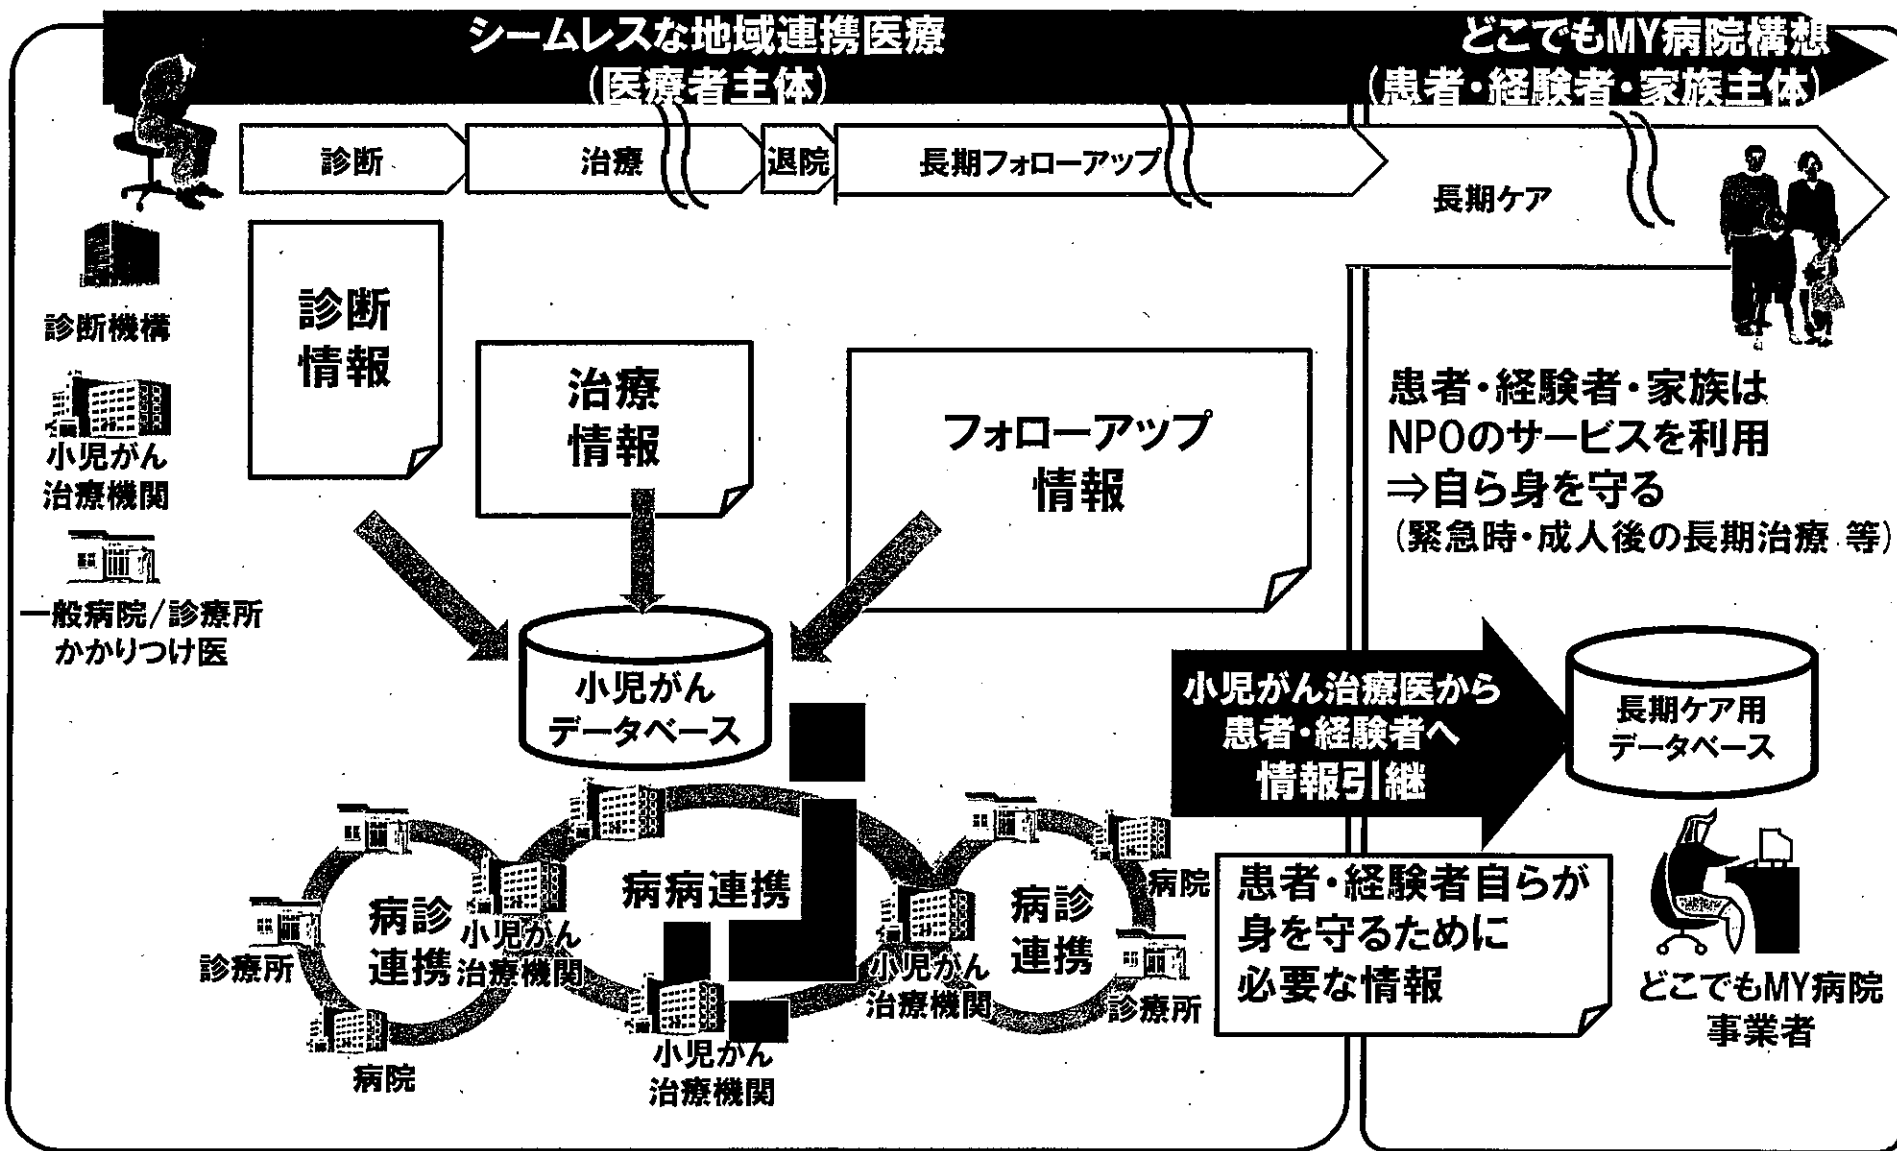 シームレスな地域連携医療
(医療者主体)
どこでもMY病院構想
(患者・経験者・家族主体)
診断
治療
退院
長期フォローアップ
長期ケア
診断機構
小児がん
治療機関
一般病院/診療所
かかりつけ医
診断
情報
治療
情報
フォローアップ
情報
患者・経験者・家族は
NPOのサービスを利用
⇒自ら身を守る
(緊急時・成人後の長期治療 等)
小児がん
データベース
小児がん治療医から
患者・経験者へ
情報引継
長期ケア用
データベース
病診
連携
診療所
病院
小児がん
治療機関
病病連携
小児がん
治療機関
小児がん
治療機関
病診
連携
病院
診療所
患者・経験者自らが
身を守るために
必要な情報
どこでもMY病院
事業者